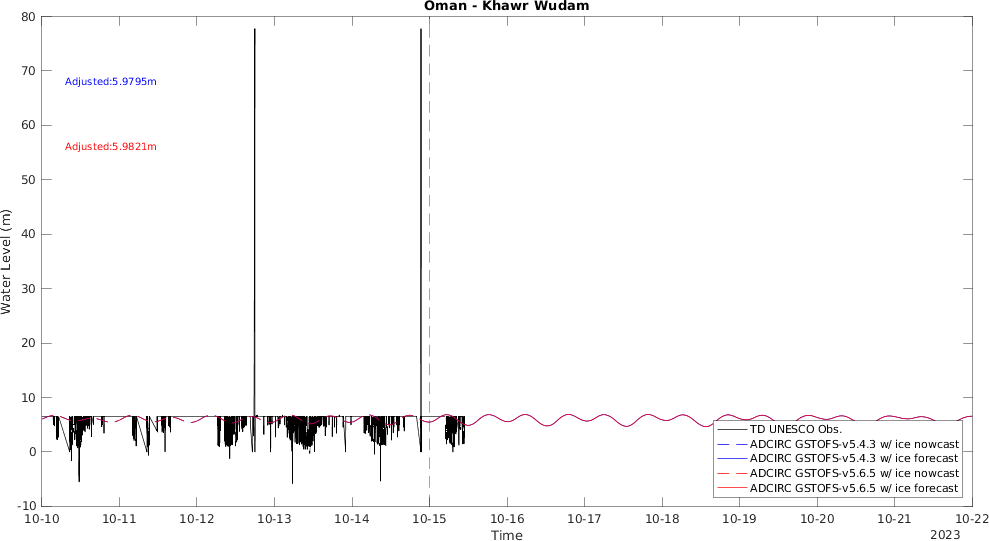 Oman - Khawr Wudam
80
70
60
50
40
30
20
10
0
-10
Water Level (m)
Adjusted:5.9795m
Adjusted:5.9821m
TD UNESCO Obs.
ADCIRC GSTOFS-v5.4.3 w/ ice nowcast
ADCIRC GSTOFS-v5.4.3 w/ ice forecast
ADCIRC GSTOFS-v5.6.5 w/ ice nowcast
ADCIRC GSTOFS-v5.6.5 w/ ice forecast
10-10 10-11 10-12 10-13 10-14 10-15 10-16 10-17 10-18 10-19 10-20 10-21 10-22
Time
2023